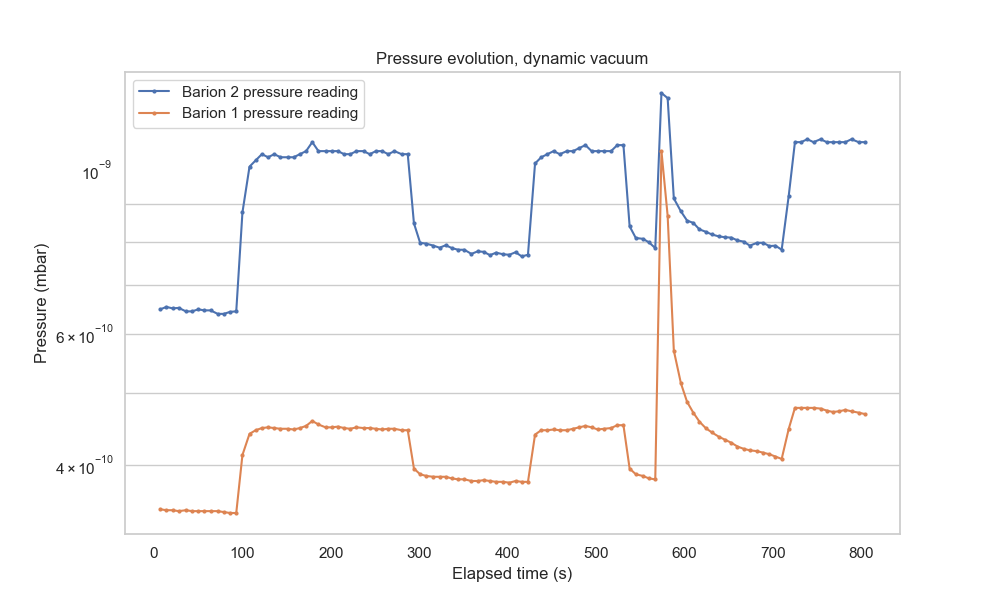 Pressure evolution, dynamic vacuum
Barion 2 pressure reading
Barion 1 pressure reading
10⁻⁹
6 × 10⁻¹⁰
4 × 10⁻¹⁰
Pressure (mbar)
0 100 200 300 400 500 600 700 800
Elapsed time (s)